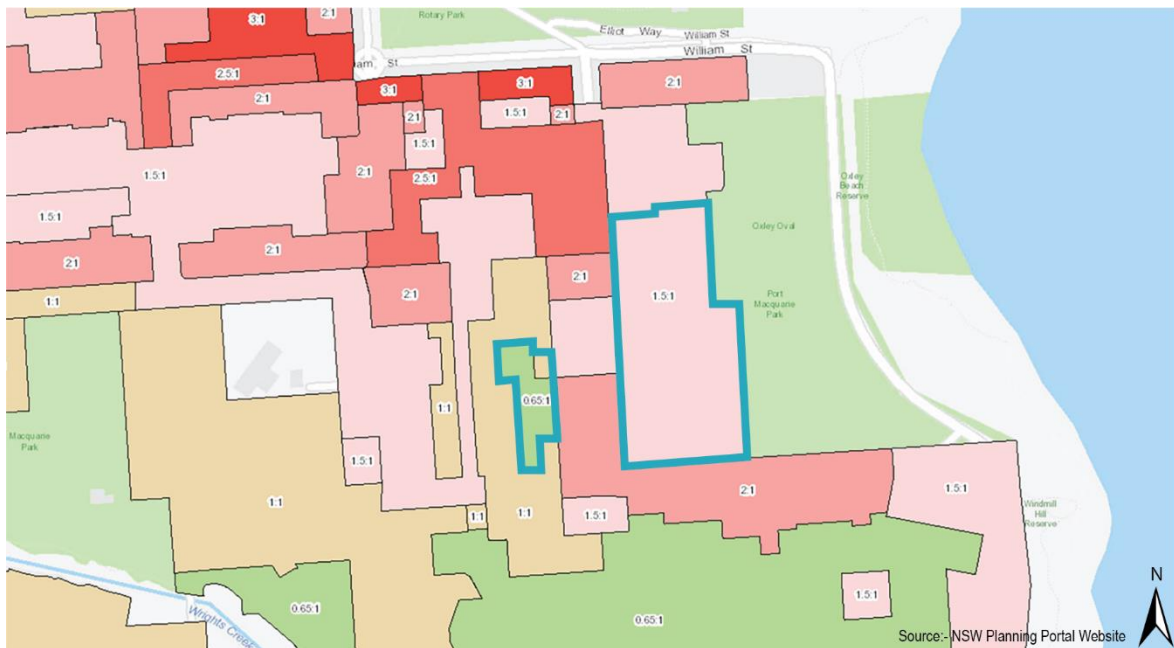 3:1
2:1
Rotary Park
Elliot Way
William St
William St
am St
2.5:1
2:1
3:1
3:1
2:1
2:1
1.5:1
2:1
1.5:1
1.5:1
2:1
2.5:1
Oxley
Beach
Reserve
1.5:1
Oxley Oval
2:1
2:1
2:1
2:1
1.5:1
Port
Macquarie
Park
1:1
0.65:1
1:1
Macquarie
Park
1.5:1
2:1
1.5:1
1:1
1:1
1:1
1.5:1
Windmill
Hill
Reserve
0.65:1
Wrights Creek
1.5:1
0.65:1
N
Source:- NSW Planning Portal Website